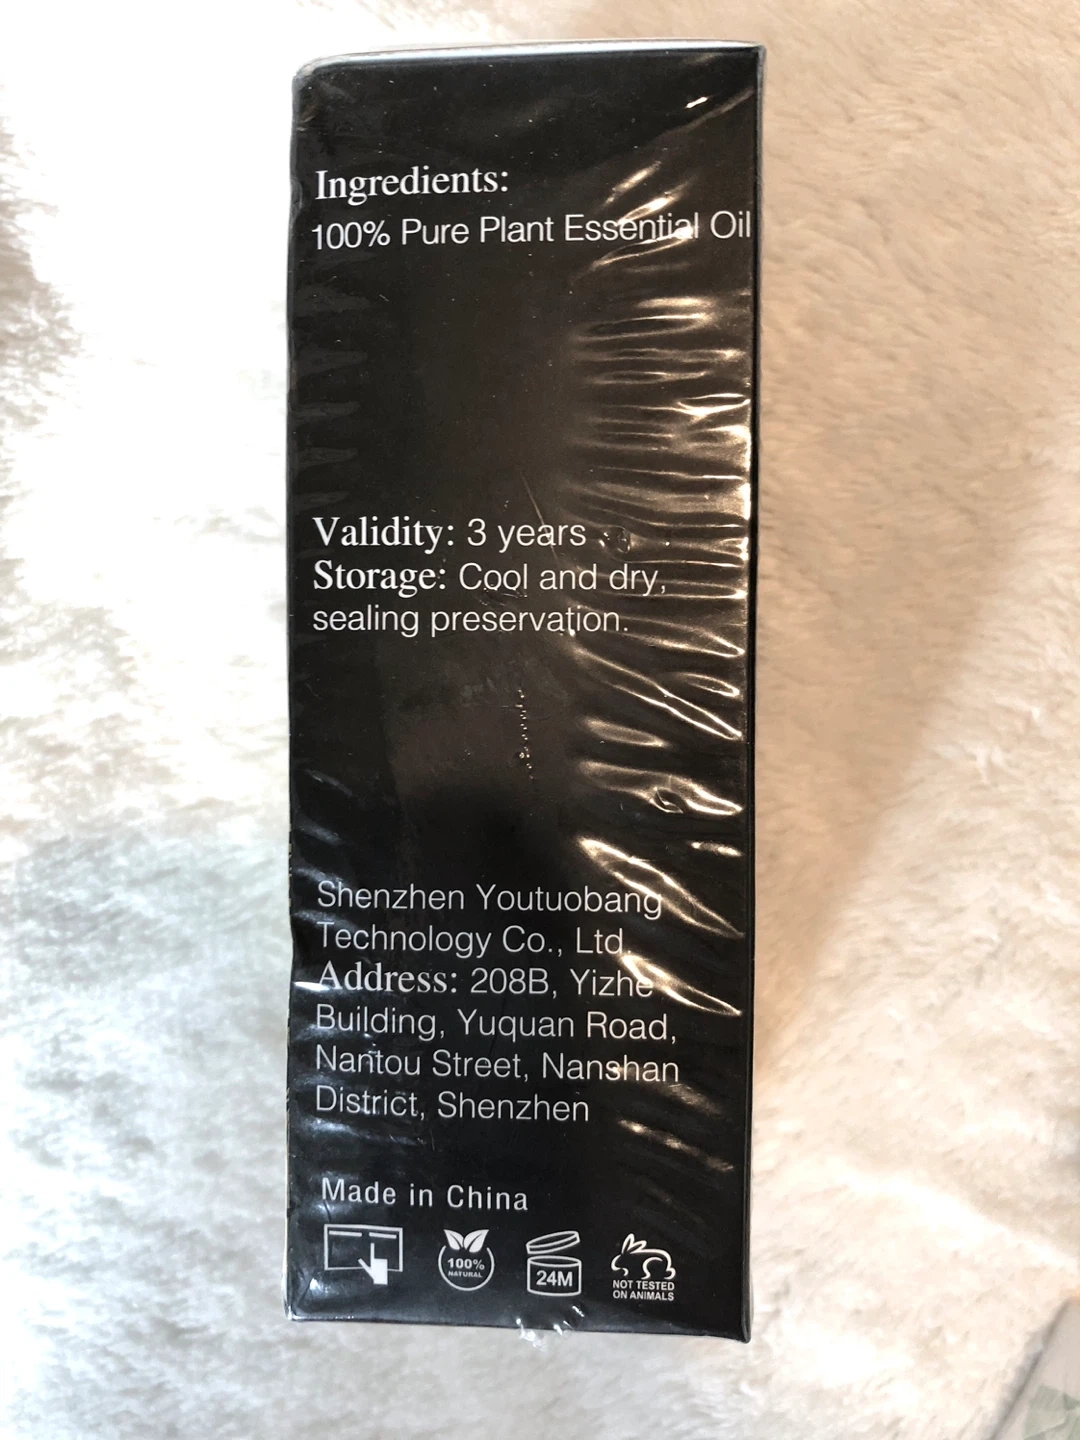 Ingredients:
100% Pure Plant Essential Oil
Validity: 3 years
Storage: Cool and dry,
sealing preservation.
Shenzhen Youtuobang
Technology Co., Ltd.
Address: 208B, Yizhe
Building, Yuquan Road,
Nantou Street, Nanshan
District, Shenzhen
Made in China
100%
NATURAL
24M
NOT TESTED
ON ANIMALS